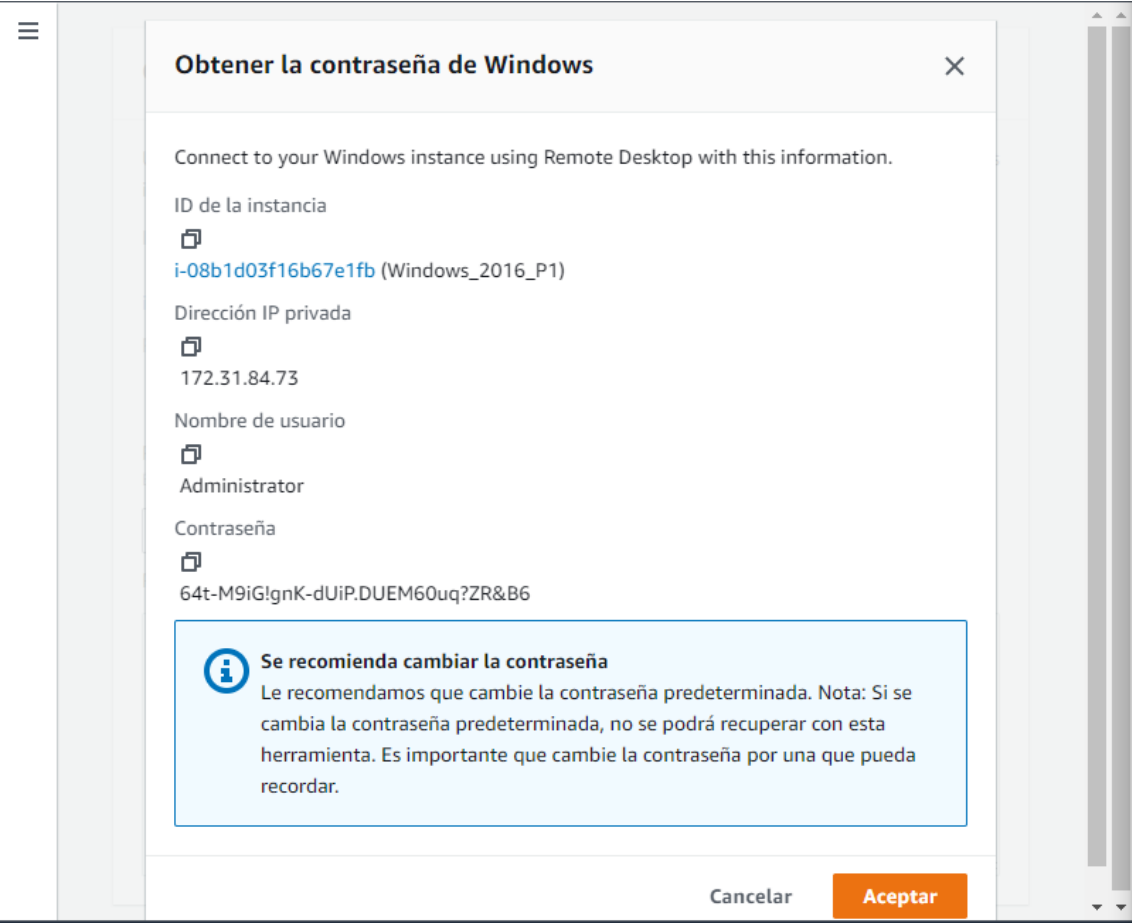 Obtener la contraseña de Windows
Connect to your Windows instance using Remote Desktop with this information.
ID de la instancia
i-08b1d03f16b67e1fb (Windows_2016_P1)
Dirección IP privada
172.31.84.73
Nombre de usuario
Administrator
Contraseña
64t-M9iG!gnK-dUiP.DUEM60uq?ZR&B6
Se recomienda cambiar la contraseña
Le recomendamos que cambie la contraseña predeterminada. Nota: Si se
cambia la contraseña predeterminada, no se podrá recuperar con esta
herramienta. Es importante que cambie la contraseña por una que pueda
recordar.
Cancelar
Aceptar